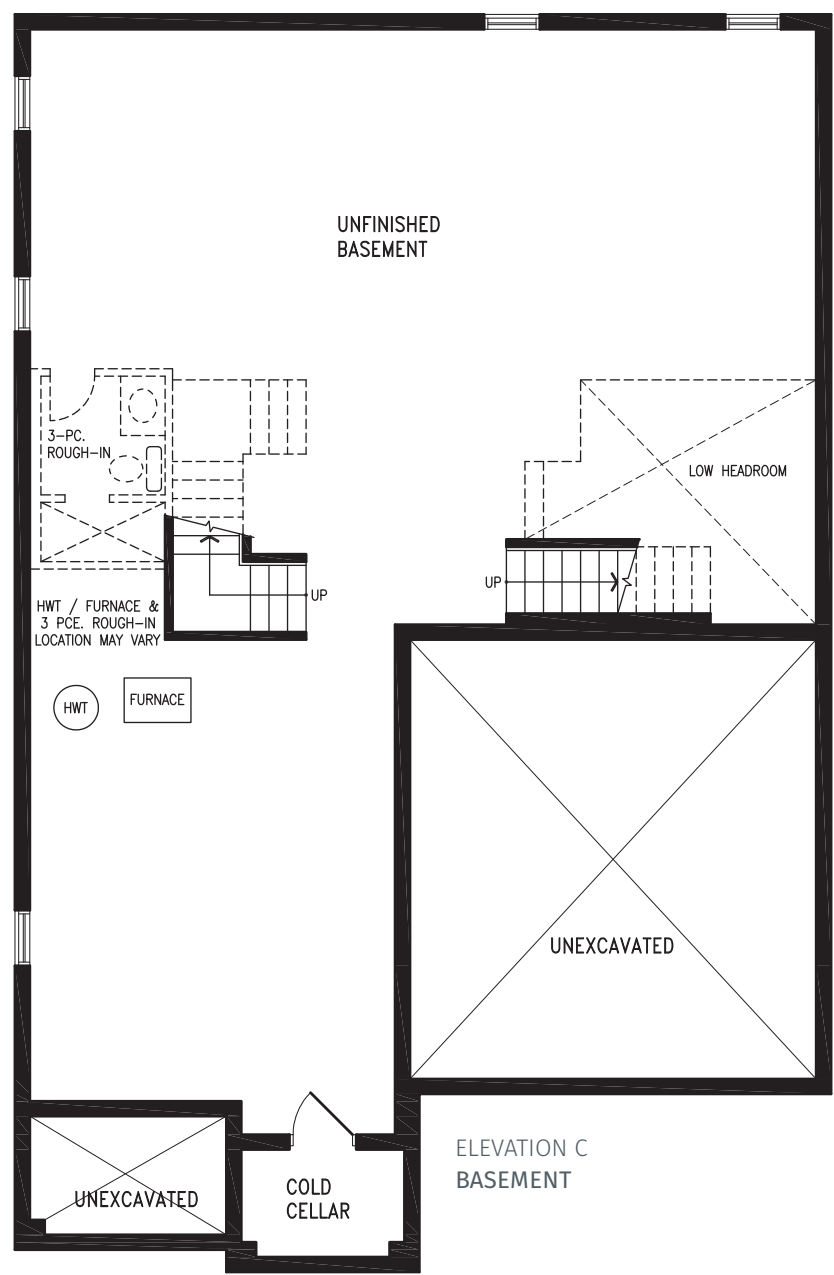 UNFINISHED
BASEMENT
3-PC.
ROUGH-IN
LOW HEADROOM
UP
UP
HWT / FURNACE &
3 PCE. ROUGH-IN
LOCATION MAY VARY
HWT
FURNACE
UNEXCAVATED
ELEVATION C
BASEMENT
UNEXCAVATED
COLD
CELLAR